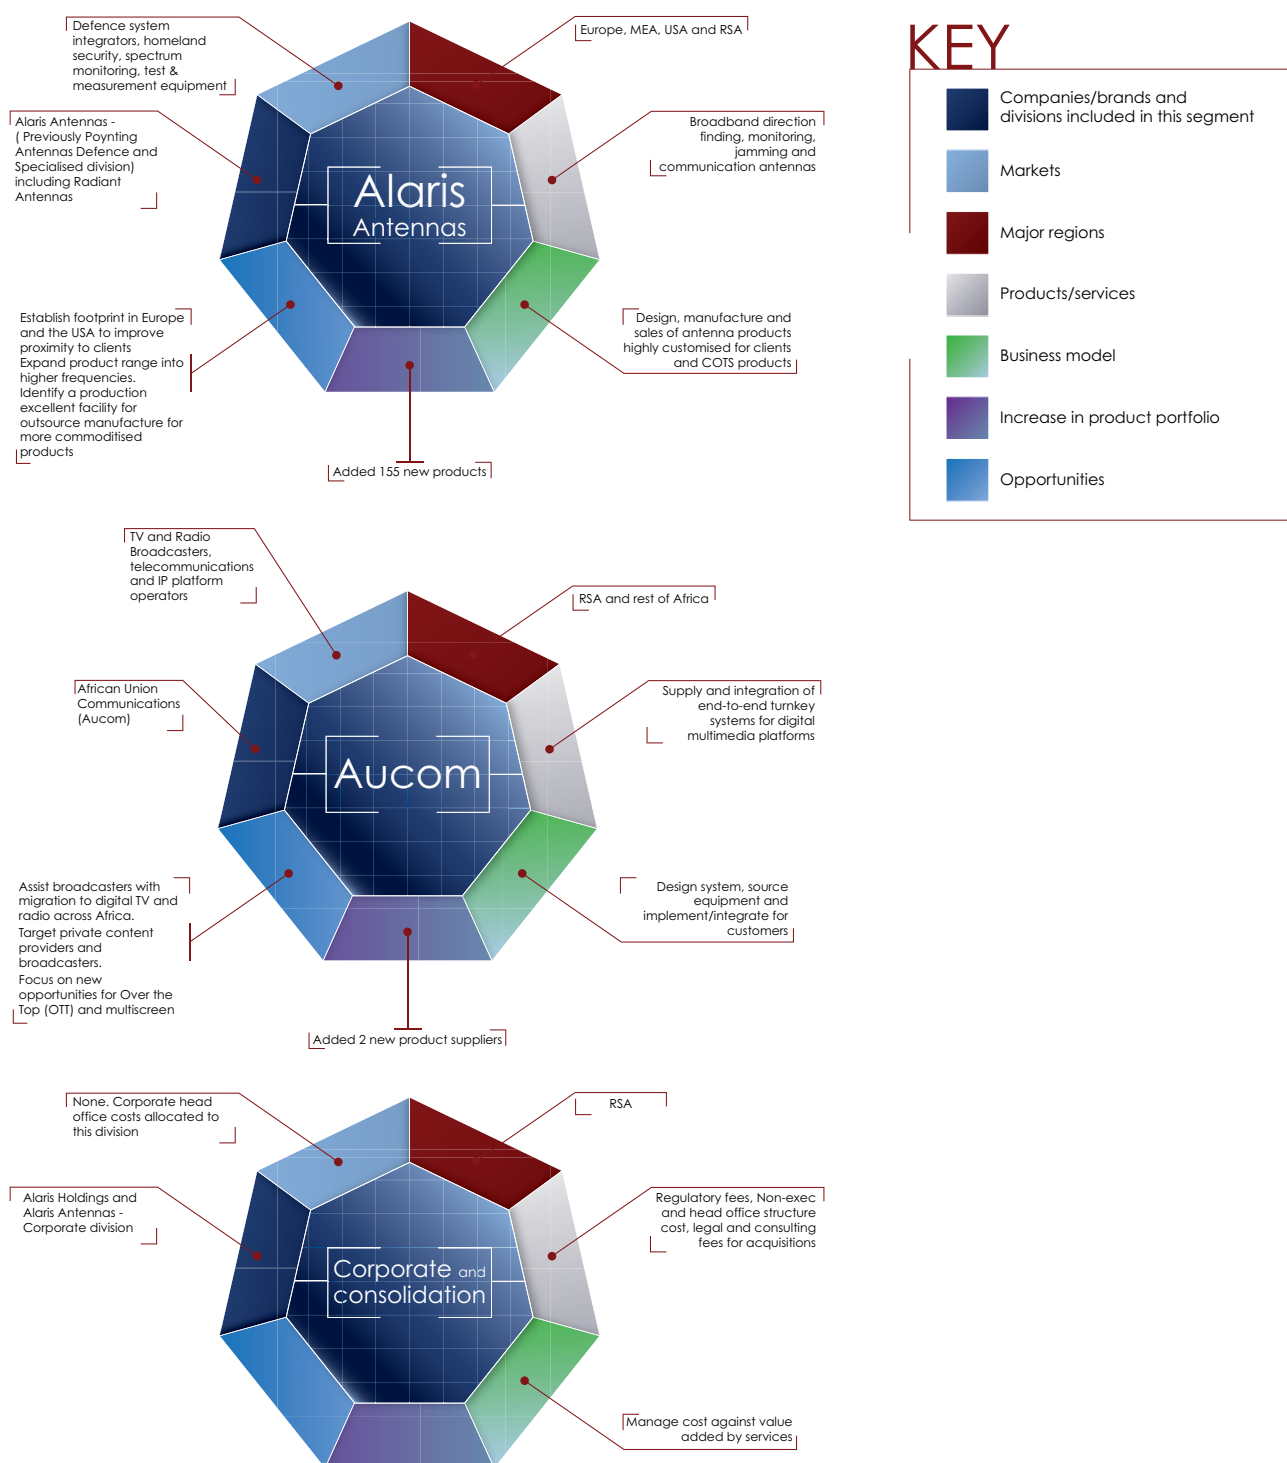 Defence system
integrators, homeland
security, spectrum
monitoring, test &
measurement equipment
Europe, MEA, USA and RSA
Alaris Antennas -
( Previously Poynting
Antennas Defence and
Specialised division)
including Radiant
Antennas
Broadband direction
finding, monitoring,
jamming and
communication antennas
Alaris
Antennas
Establish footprint in Europe
and the USA to improve
proximity to clients
Expand product range into
higher frequencies.
Identify a production
excellent facility for
outsource manufacture for
more commoditised
products
Design, manufacture and
sales of antenna products
highly customised for clients
and COTS products
Added 155 new products
KEY
Companies/brands and
divisions included in this segment
Markets
Major regions
Products/services
Business model
Increase in product portfolio
Opportunities
TV and Radio
Broadcasters,
telecommunications
and IP platform
operators
RSA and rest of Africa
African Union
Communications
(Aucom)
Supply and integration of
end-to-end turnkey
systems for digital
multimedia platforms
Aucom
Assist broadcasters with
migration to digital TV and
radio across Africa.
Target private content
providers and
broadcasters.
Focus on new
opportunities for Over the
Top (OTT) and multiscreen
Design system, source
equipment and
implement/integrate for
customers
Added 2 new product suppliers
None. Corporate head
office costs allocated to
this division
RSA
Alaris Holdings and
Alaris Antennas -
Corporate division
Regulatory fees, Non-exec
and head office structure
cost, legal and consulting
fees for acquisitions
Corporate and
consolidation
Manage cost against value
added by services